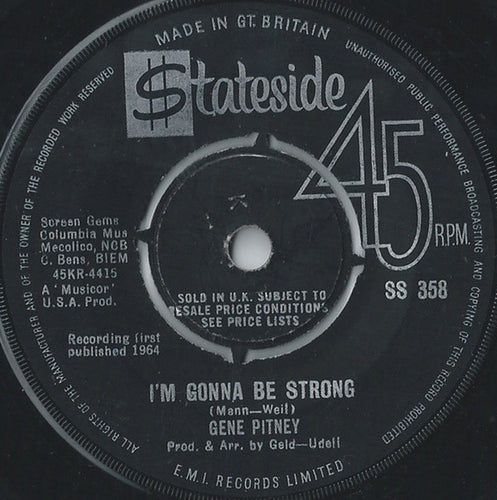 MADE IN GT. BRITAIN
$tateside
45
R.P.M.
Screen Gems
Columbia Mus
Mecolico, NCB
C. Bens, BIEM
45KR-4415
A 'Musicor'
U.S.A. Prod.
SS 358
K
SOLD IN U.K. SUBJECT TO
RESALE PRICE CONDITIONS
SEE PRICE LISTS
Recording first
published 1964
I'M GONNA BE STRONG
(Mann—Weil)
GENE PITNEY
Prod. & Arr. by Geld—Udell
E.M.I. RECORDS LIMITED
ALL RIGHTS OF THE MANUFACTURER AND OF THE OWNER OF THE RECORDED WORK RESERVED
UNAUTHORISED PUBLIC PERFORMANCE BROADCASTING AND COPYING OF THIS RECORD PROHIBITED